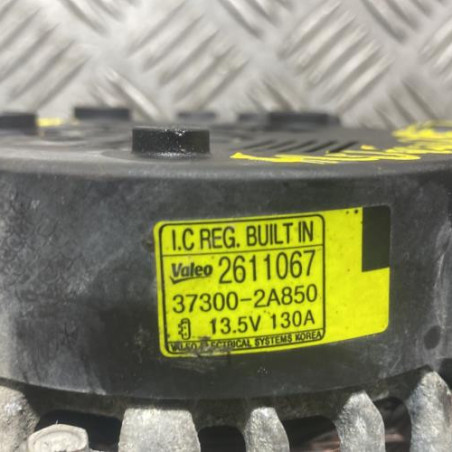 I.C REG. BUILT IN
Valeo 2611067
37300-2A850
13.5V 130A
VALEO ELECTRICAL SYSTEMS KOREA